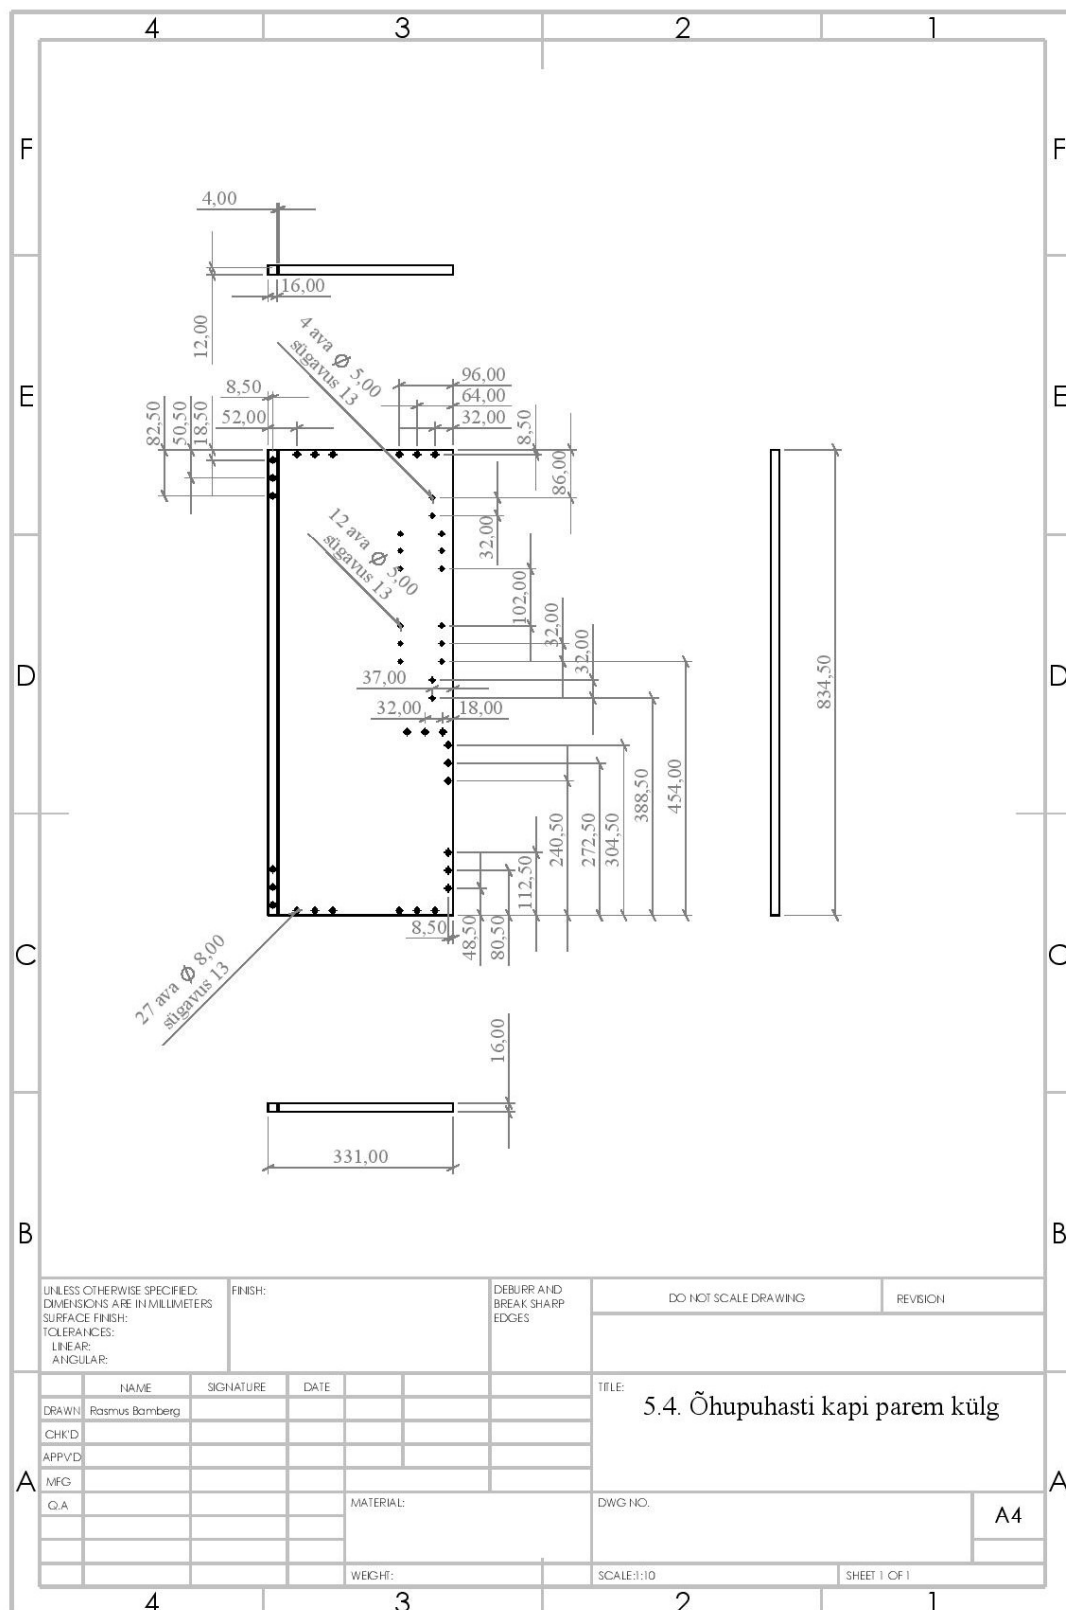 4 3 2 1
F F
4,00
16,00
12,00
4 ava Ø 5,00
sügavus 13
E E
96,00
8,50
64,00
52,00
32,00
82,50
50,50
18,50
8,50
86,00
32,00
12 ava Ø 5,00
sügavus 13
102,00
32,00
32,00
D D
37,00
834,50
32,00
18,00
388,50
454,00
240,50
272,50
304,50
112,50
8,50
48,50
80,50
C C
27 ava Ø 8,00
sügavus 13
16,00
331,00
B B
UNLESS OTHERWISE SPECIFIED:
DIMENSIONS ARE IN MILLIMETERS
SURFACE FINISH:
TOLERANCES:
LINEAR:
ANGULAR:
FINISH:
DEBURR AND
BREAK SHARP
EDGES
DO NOT SCALE DRAWING
REVISION
NAME
SIGNATURE
DATE
DRAWN
Rasmus Bamberg
CHK'D
APPV'D
MFG
Q.A
TITLE:
5.4. Õhupuhasti kapi parem külg
A A
MATERIAL:
DWG NO.
A4
WEIGHT:
SCALE:1:10
SHEET 1 OF 1
4 3 2 1